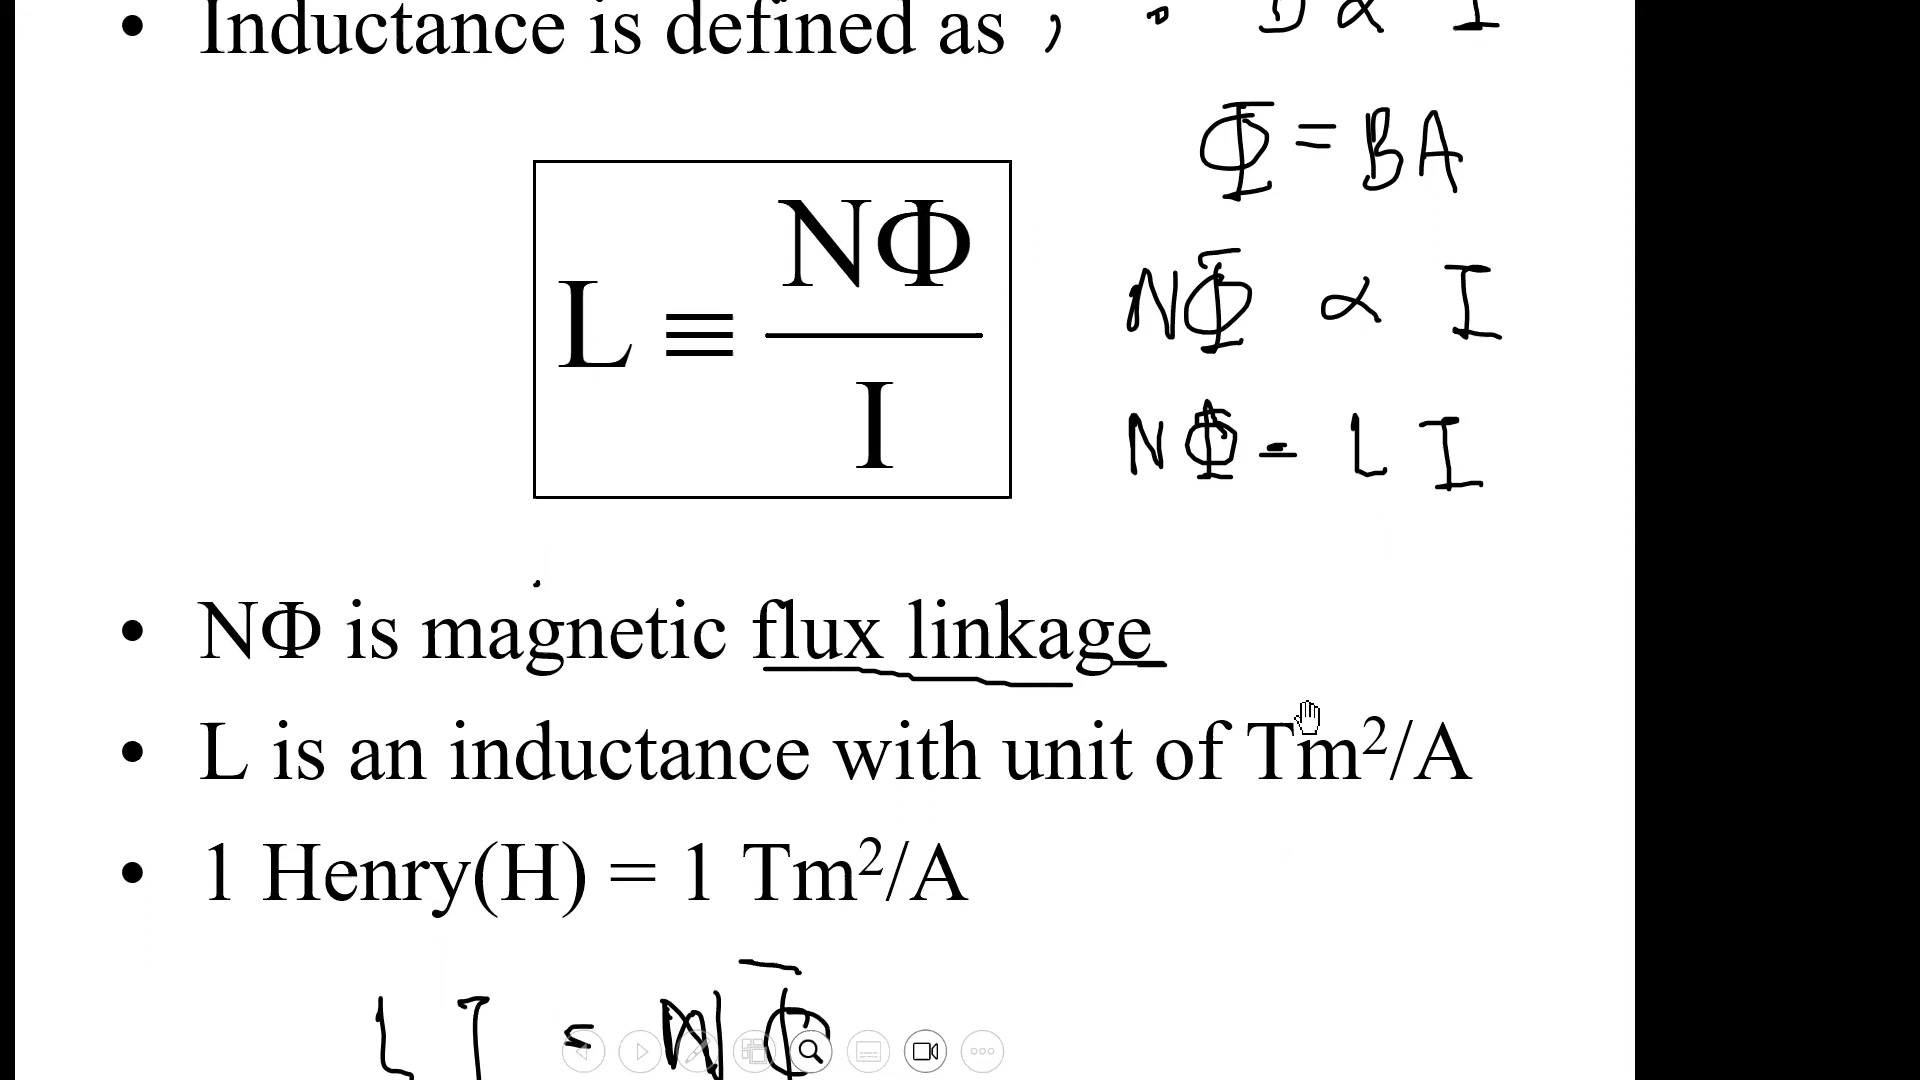 • Inductance is defined as , B ∝ I
Φ = BA
L ≡ NΦ / I
NΦ ∝ I
NΦ = L I
• NΦ is magnetic flux linkage
• L is an inductance with unit of Tm²/A
• 1 Henry(H) = 1 Tm²/A
L I = NΦ